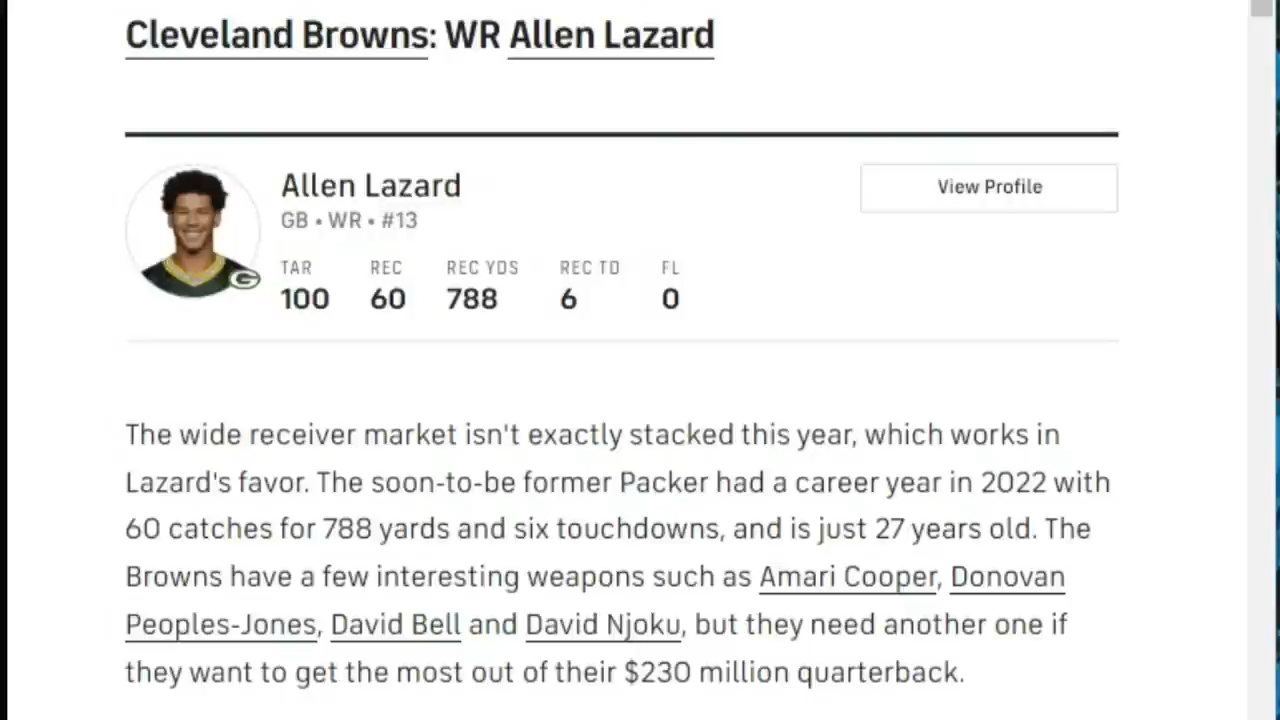 Cleveland Browns: WR Allen Lazard
Allen Lazard
View Profile
GB • WR • #13
TAR REC REC YDS REC TD FL
100 60 788 6 0
G
The wide receiver market isn't exactly stacked this year, which works in
Lazard's favor. The soon-to-be former Packer had a career year in 2022 with
60 catches for 788 yards and six touchdowns, and is just 27 years old. The
Browns have a few interesting weapons such as Amari Cooper, Donovan
Peoples-Jones, David Bell and David Njoku, but they need another one if
they want to get the most out of their $230 million quarterback.